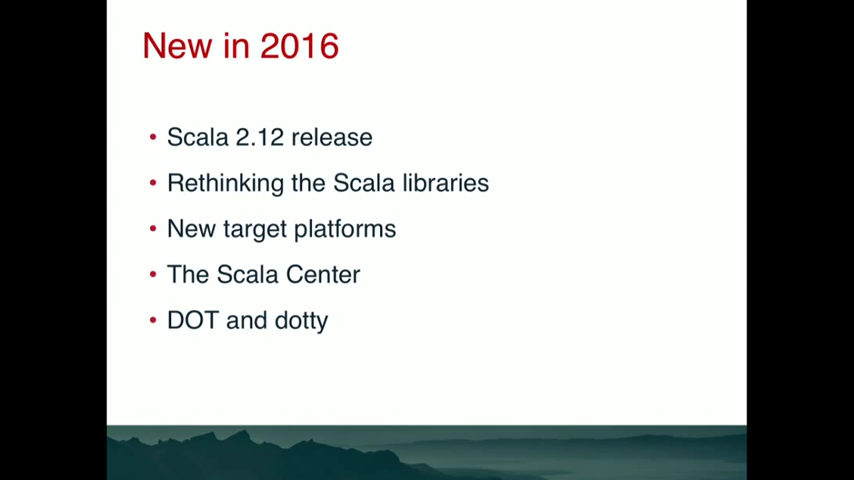 New in 2016
• Scala 2.12 release
• Rethinking the Scala libraries
• New target platforms
• The Scala Center
• DOT and dotty